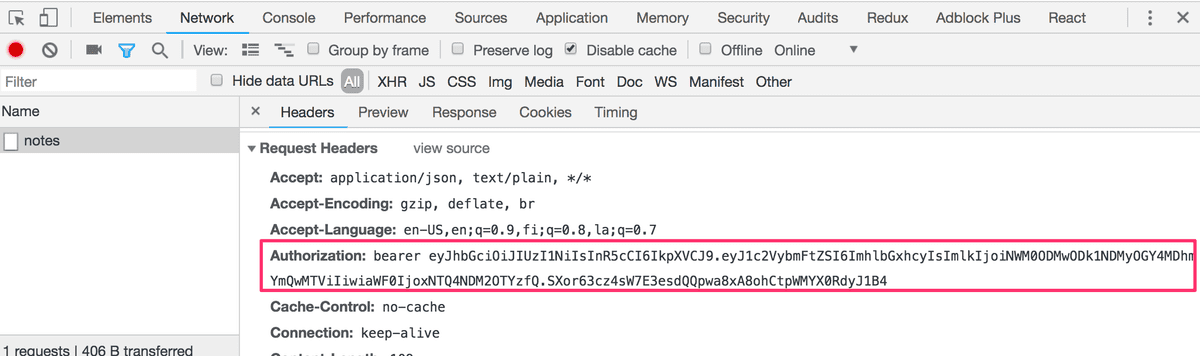 Elements Network Console Performance Sources Application Memory Security Audits Redux Adblock Plus React
View: Group by frame Preserve log Disable cache Offline Online
Filter Hide data URLs All XHR JS CSS Img Media Font Doc WS Manifest Other
Name Headers Preview Response Cookies Timing
notes
Request Headers view source
Accept: application/json, text/plain, */*
Accept-Encoding: gzip, deflate, br
Accept-Language: en-US,en;q=0.9,fi;q=0.8,la;q=0.7
Authorization: bearer eyJhbGciOiJIUzI1NiIsInR5cCI6IkpXVCJ9.eyJ1c2VybmFtZSI6ImhlbGxhcyIsImlkIjoiNWM0ODMwODk1NDMyOGY4MDhm
YmQwMTViIiwiaWF0IjoxNTQ4NDM2OTYzfQ.SXor63cz4sW7E3esdQQpwa8xA8ohCtpWMYX0RdyJ1B4
Cache-Control: no-cache
Connection: keep-alive
1 requests | 406 B transferred